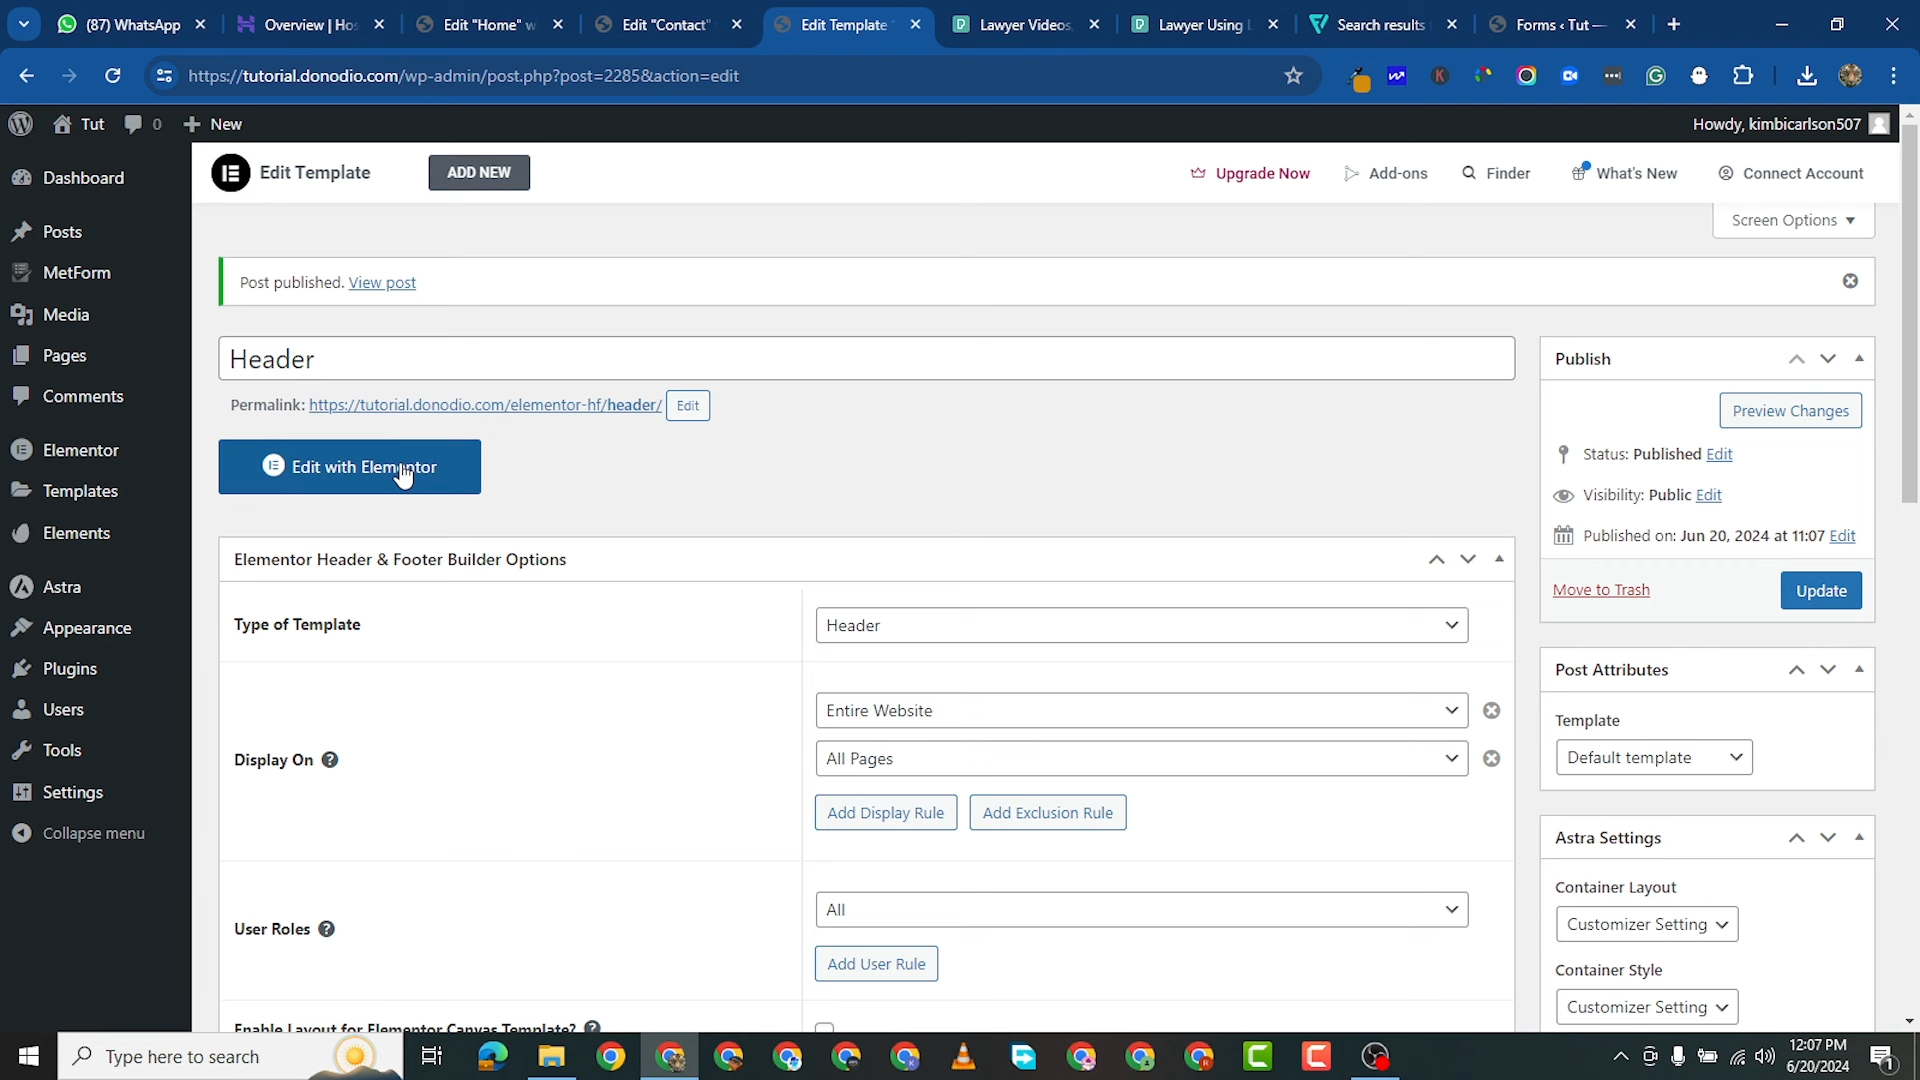 (87) WhatsApp
Overview | Hos
Edit "Home" w
Edit "Contact"
Edit Template
Lawyer Videos,
Lawyer Using L
Search results
Forms ‹ Tut —
https://tutorial.donodio.com/wp-admin/post.php?post=2285&action=edit
Tut
0
New
Howdy, kimbicarlson507
Dashboard
Posts
MetForm
Media
Pages
Comments
Elementor
Templates
Elements
Astra
Appearance
Plugins
Users
Tools
Settings
Collapse menu
Edit Template
ADD NEW
Upgrade Now
Add-ons
Finder
What's New
Connect Account
Screen Options
Post published. View post
Header
Permalink: https://tutorial.donodio.com/elementor-hf/header/ Edit
Edit with Elementor
Elementor Header & Footer Builder Options
Type of Template
Header
Display On
Entire Website
All Pages
Add Display Rule
Add Exclusion Rule
User Roles
All
Add User Rule
Enable Layout for Elementor Canvas Template?
Publish
Preview Changes
Status: Published Edit
Visibility: Public Edit
Published on: Jun 20, 2024 at 11:07 Edit
Move to Trash
Update
Post Attributes
Template
Default template
Astra Settings
Container Layout
Customizer Setting
Container Style
Customizer Setting
Type here to search
12:07 PM
6/20/2024
1